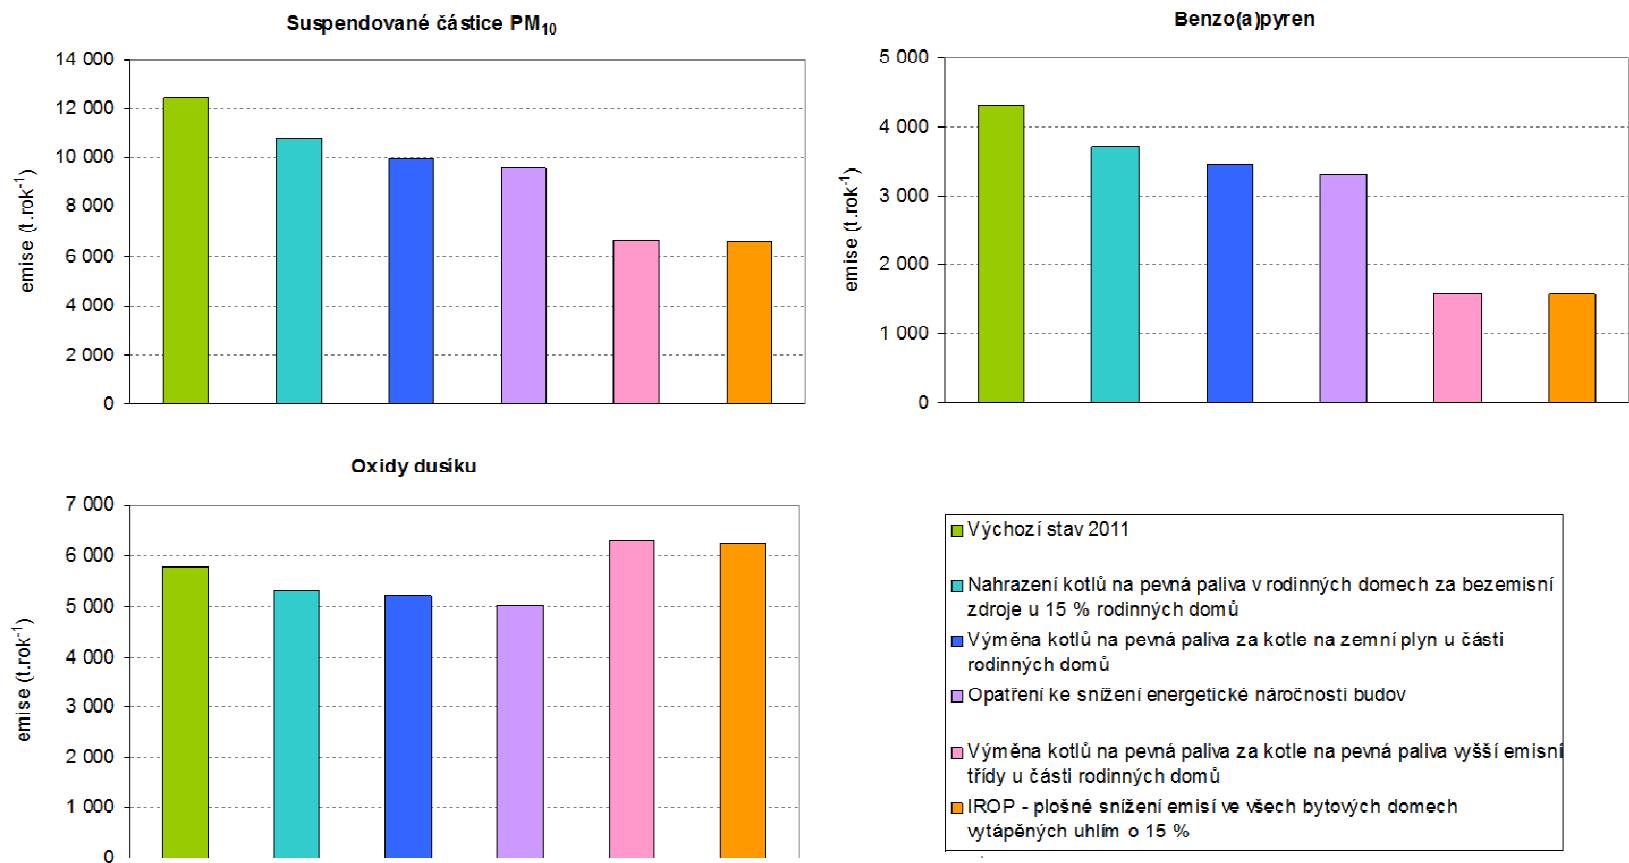 Suspendované částice PM10
14 000
12 000
10 000
8 000
6 000
4 000
2 000
0
emise (t.rok-1)
Benzo(a)pyren
5 000
4 000
3 000
2 000
1 000
0
emise (t.rok-1)
Oxidy dusíku
7 000
6 000
5 000
4 000
3 000
2 000
1 000
0
emise (t.rok-1)
Výchozí stav 2011
Nahrazení kotlů na pevná paliva v rodinných domech za bezemisní
zdroje u 15 % rodinných domů
Výměna kotlů na pevná paliva za kotle na zemní plyn u části
rodinných domů
Opatření ke snížení energetické náročnosti budov
Výměna kotlů na pevná paliva za kotle na pevná paliva vyšší emisní
třídy u části rodinných domů
IROP - plošné snížení emisí ve všech bytových domech
vytápěných uhlím o 15 %